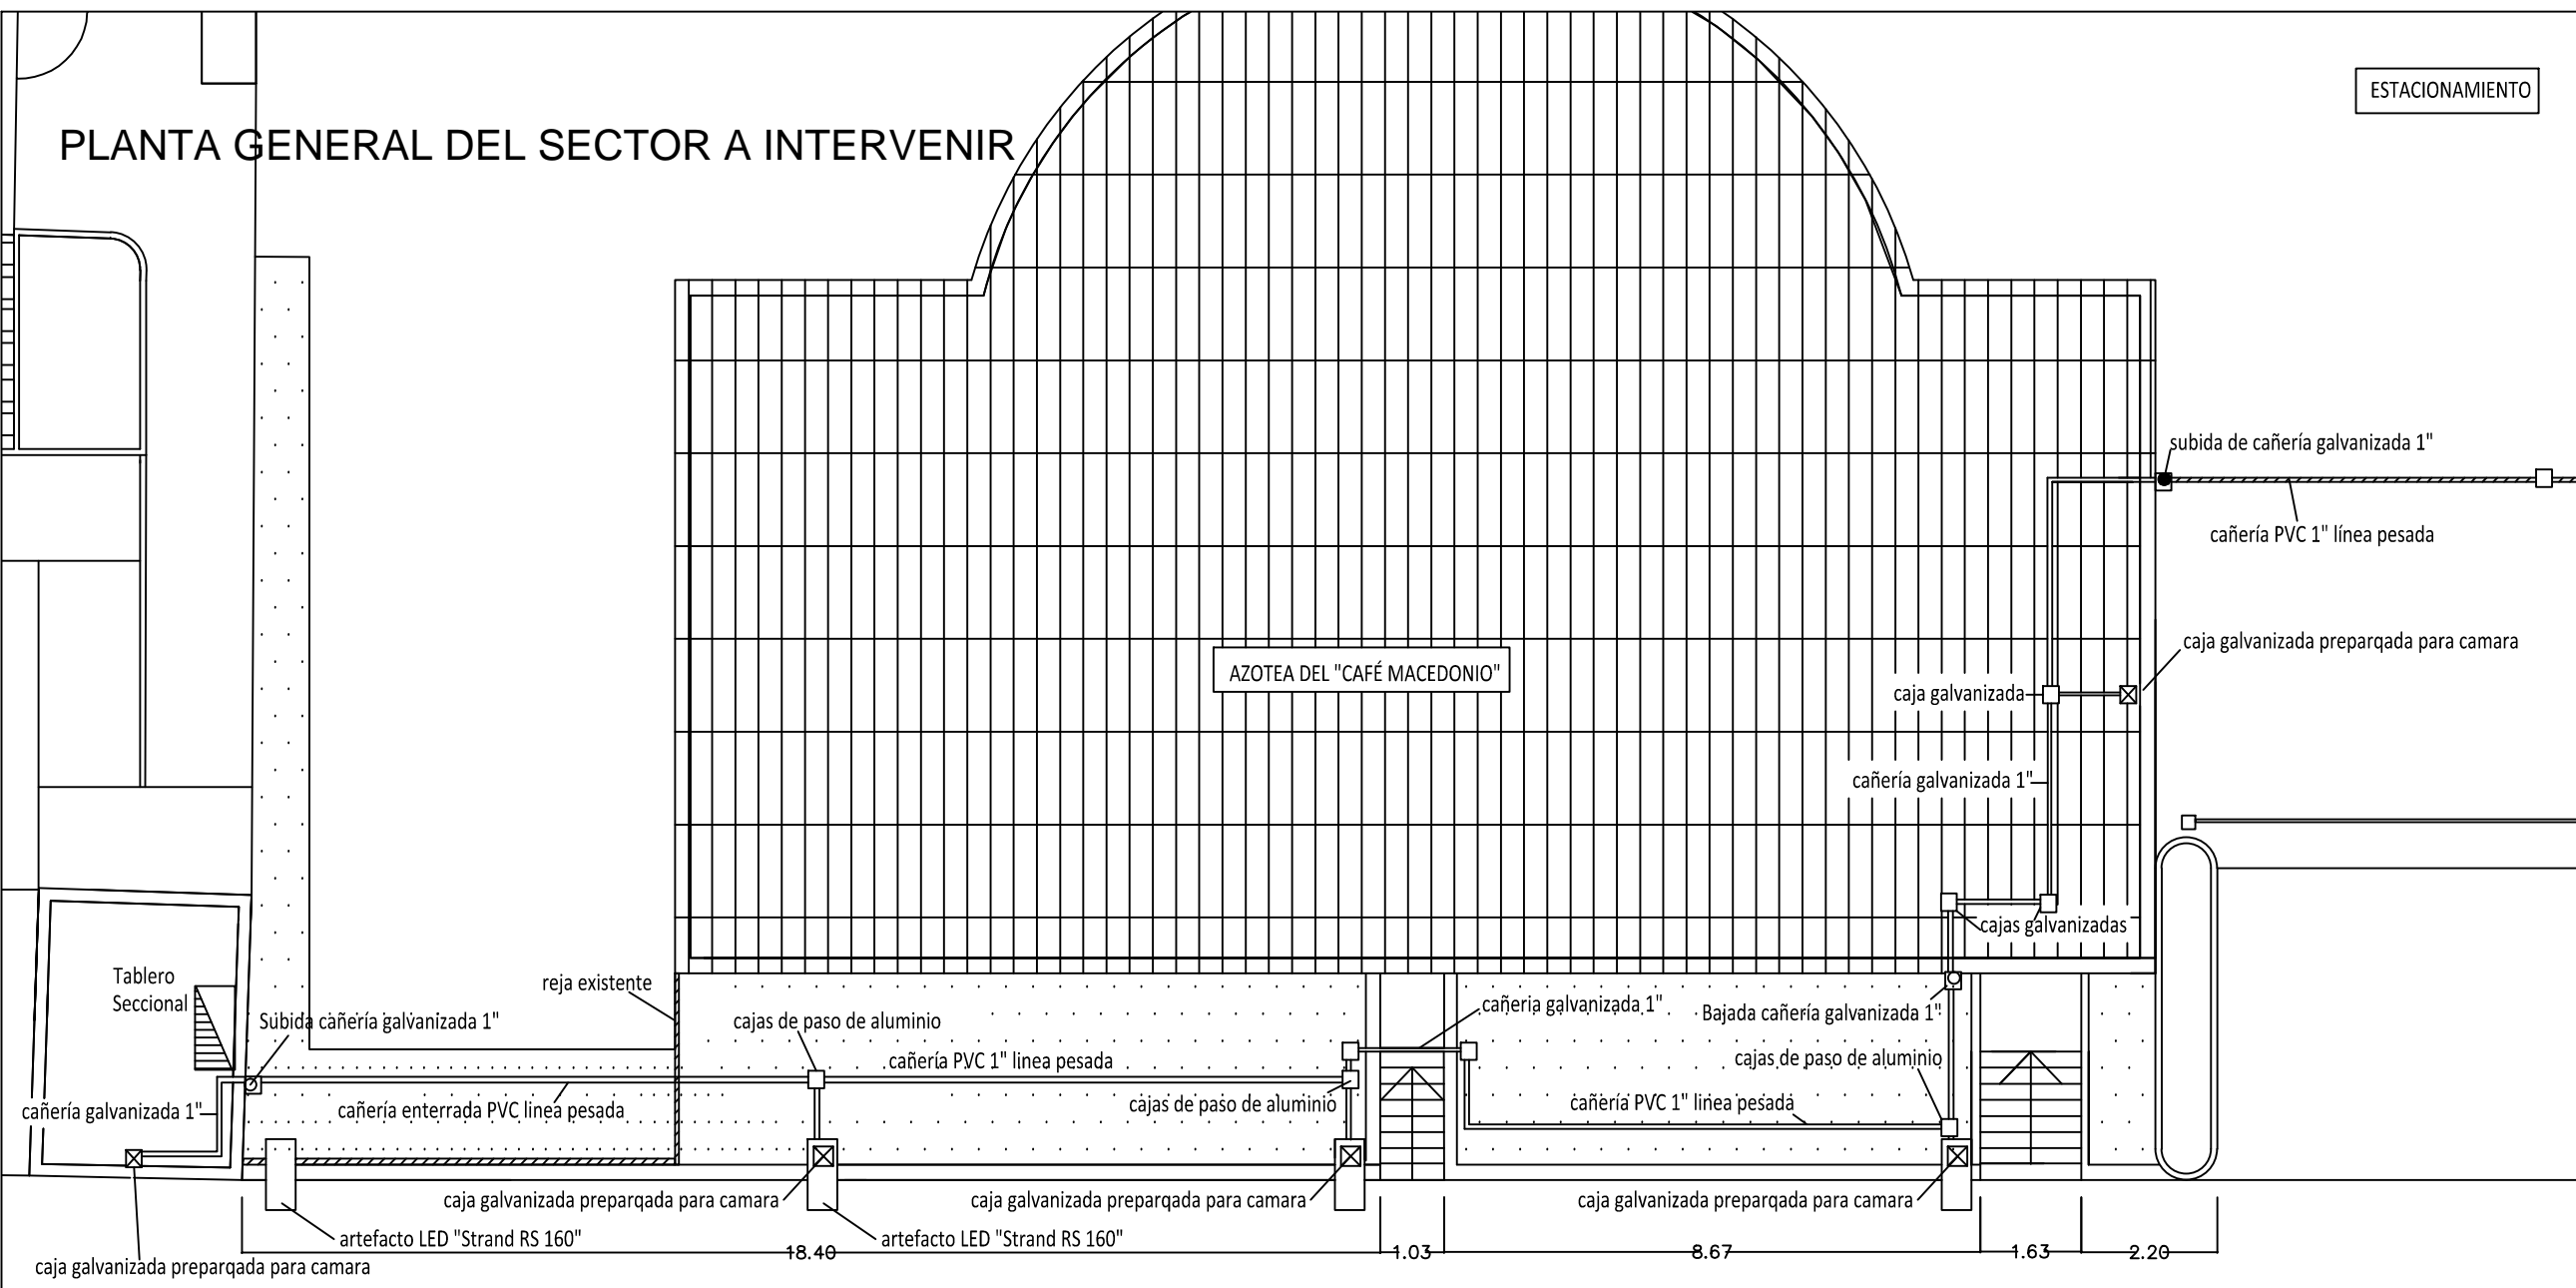 ESTACIONAMIENTO
PLANTA GENERAL DEL SECTOR A INTERVENIR
subida de cañería galvanizada 1"
cañería PVC 1" línea pesada
caja galvanizada preparqada para camara
AZOTEA DEL "CAFÉ MACEDONIO"
caja galvanizada
cañería galvanizada 1"
cajas galvanizadas
Tablero
Seccional
reja existente
Subida cañería galvanizada 1"
cajas de paso de aluminio
cañeria galvanizada 1"
Bajada cañería galvanizada 1"
cañería PVC 1" linea pesada
cajas de paso de aluminio
cañería galvanizada 1"
cañería enterrada PVC linea pesada
cajas de paso de aluminio
cañería PVC 1" linea pesada
caja galvanizada preparqada para camara
caja galvanizada preparqada para camara
caja galvanizada preparqada para camara
artefacto LED "Strand RS 160"
artefacto LED "Strand RS 160"
18.40
1.03
8.67
1.63
2.20
caja galvanizada preparqada para camara